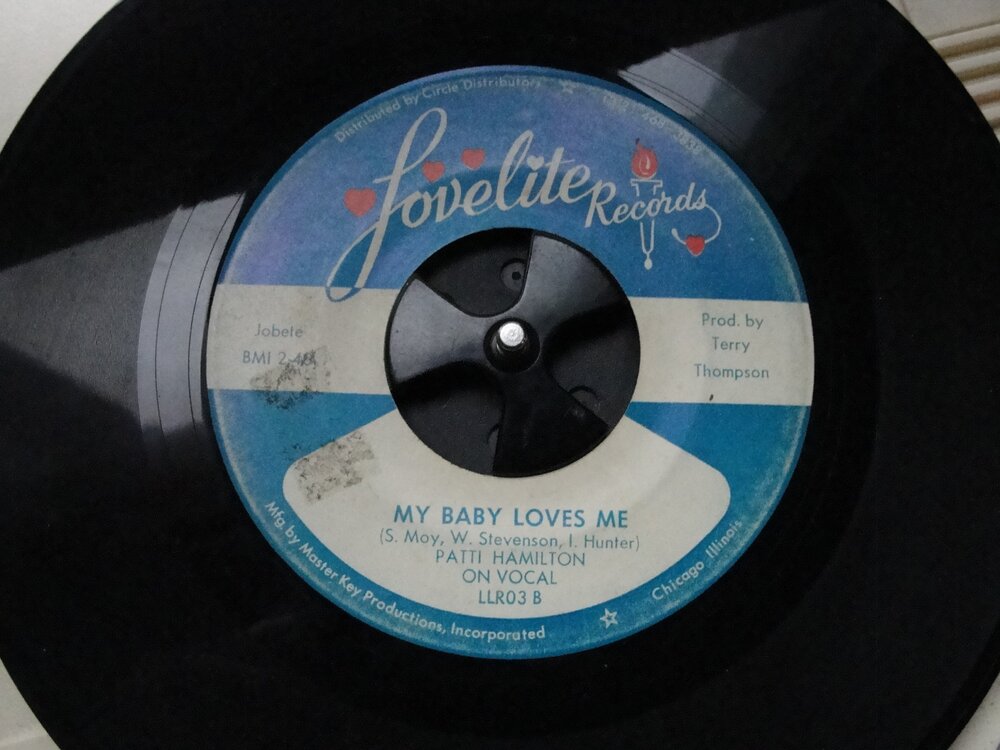 Distributed by Circle Distributors
Lovelite
Records
Jobete
BMI
Prod. by
Terry
Thompson
MY BABY LOVES ME
(S. Moy, W. Stevenson, I. Hunter)
PATTI HAMILTON
ON VOCAL
LLR03 B
Mfg. by Master Key Productions, Incorporated
Chicago Illinois